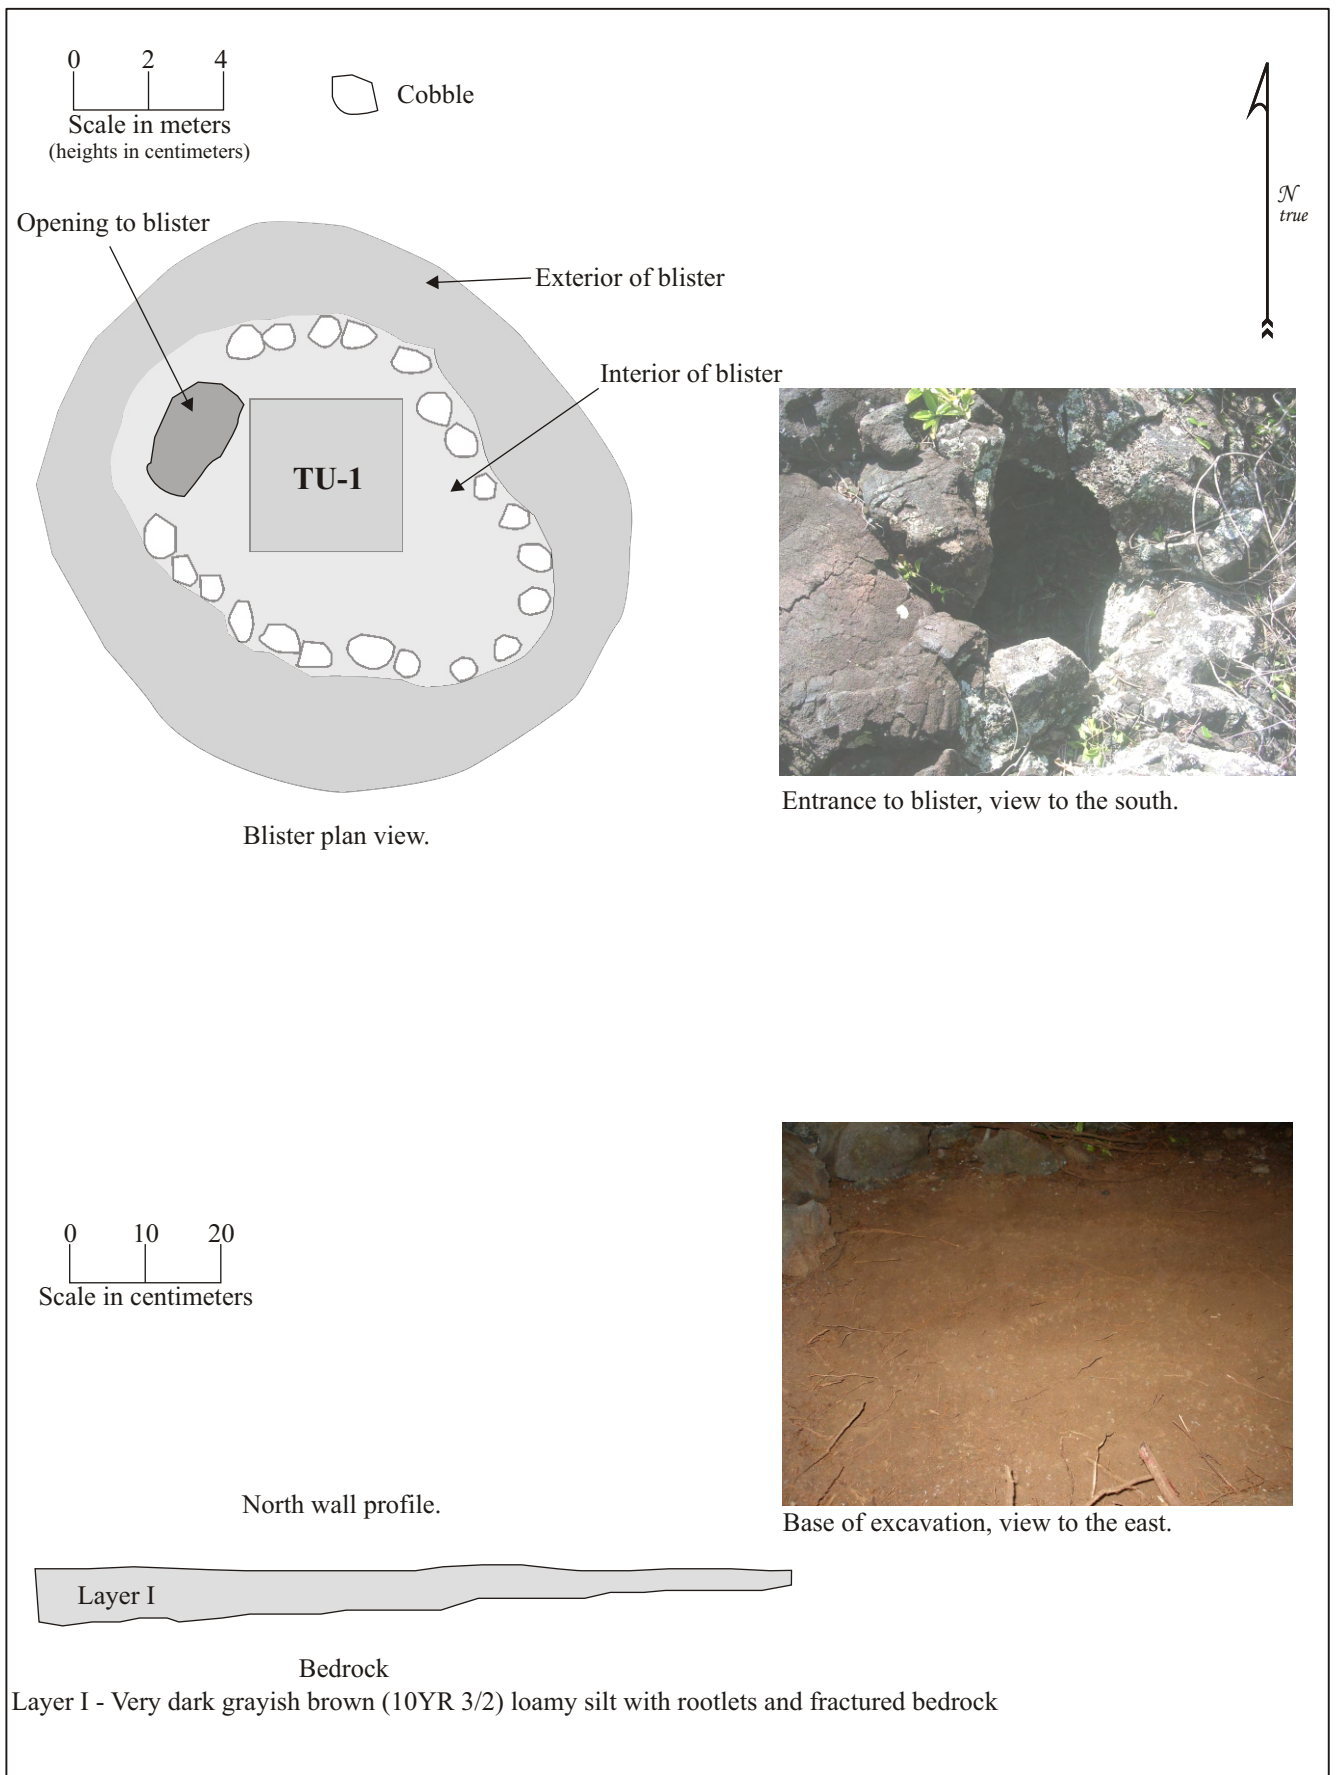 0 2 4
Scale in meters
(heights in centimeters)
Cobble
N
true
Opening to blister
Exterior of blister
Interior of blister
TU-1
Entrance to blister, view to the south.
Blister plan view.
0 10 20
Scale in centimeters
North wall profile.
Base of excavation, view to the east.
Layer I
Bedrock
Layer I - Very dark grayish brown (10YR 3/2) loamy silt with rootlets and fractured bedrock